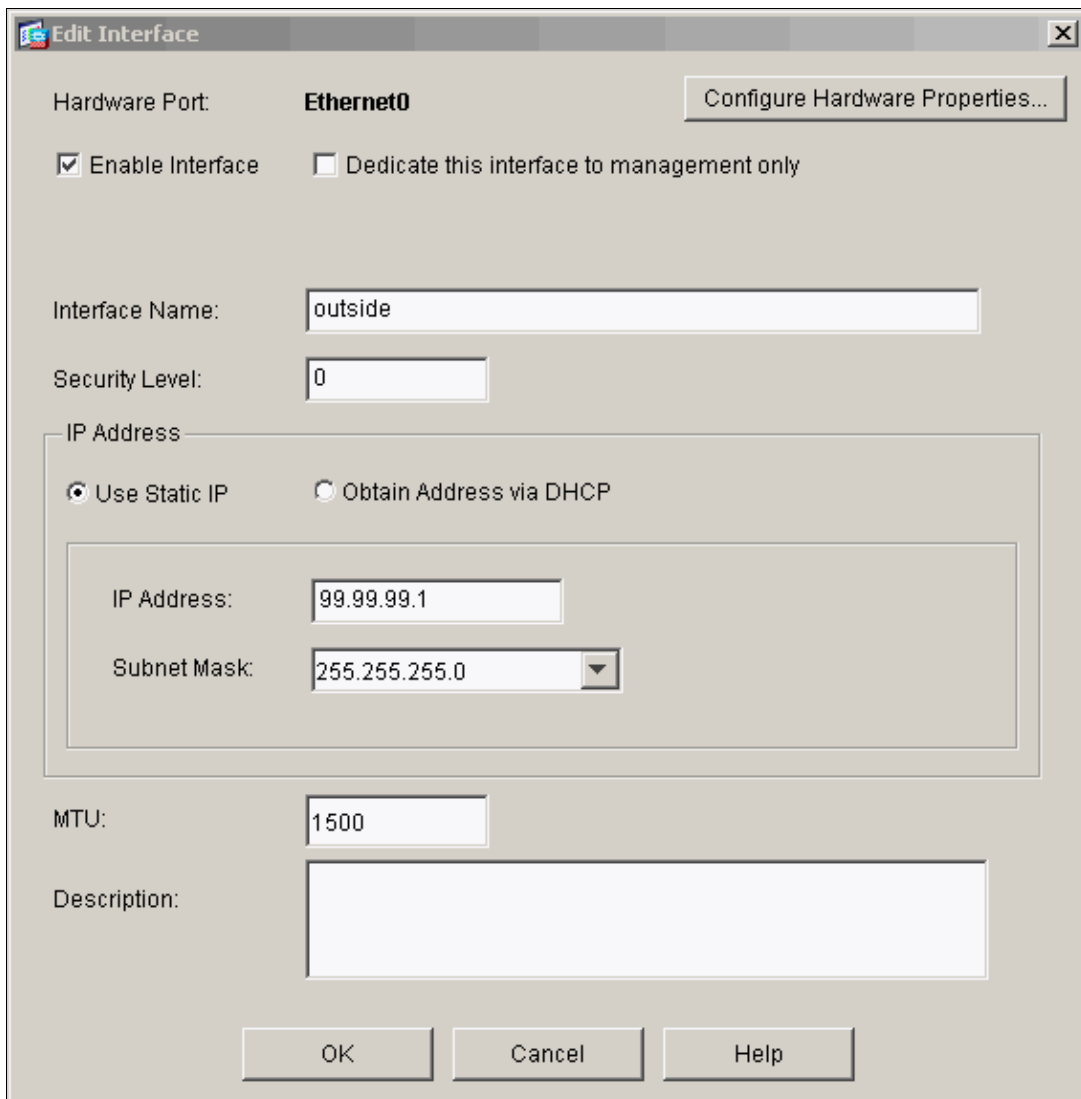 Edit Interface
Hardware Port: Ethernet0 Configure Hardware Properties...
Enable Interface Dedicate this interface to management only
Interface Name: outside
Security Level: 0
IP Address
Use Static IP Obtain Address via DHCP
IP Address: 99.99.99.1
Subnet Mask: 255.255.255.0
MTU: 1500
Description:
OK Cancel Help